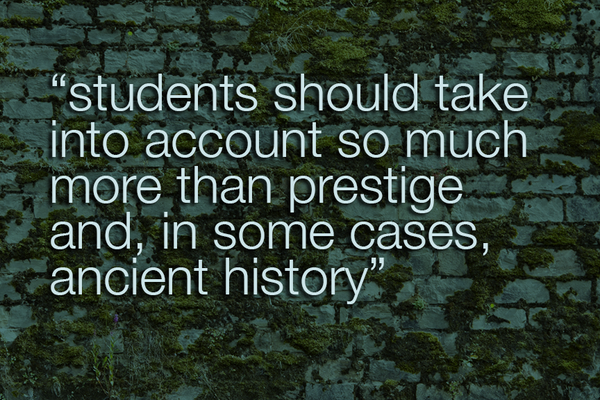 “students should take
into account so much
more than prestige
and, in some cases,
ancient history”